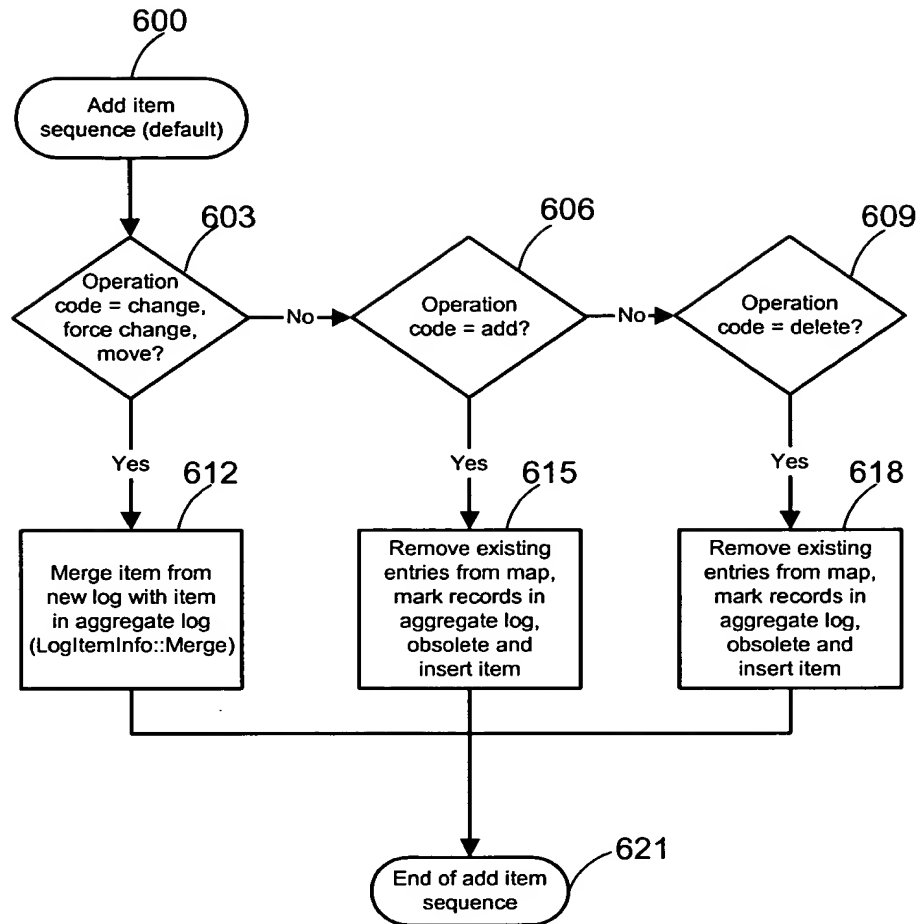 600
Add item
sequence (default)
603
606
609
Operation
code = change,
force change,
move?
No
Operation
code = add?
No
Operation
code = delete?
Yes
Yes
Yes
612
615
618
Merge item from
new log with item
in aggregate log
(LogItemInfo::Merge)
Remove existing
entries from map,
mark records in
aggregate log,
obsolete and
insert item
Remove existing
entries from map,
mark records in
aggregate log,
obsolete and
insert item
621
End of add item
sequence